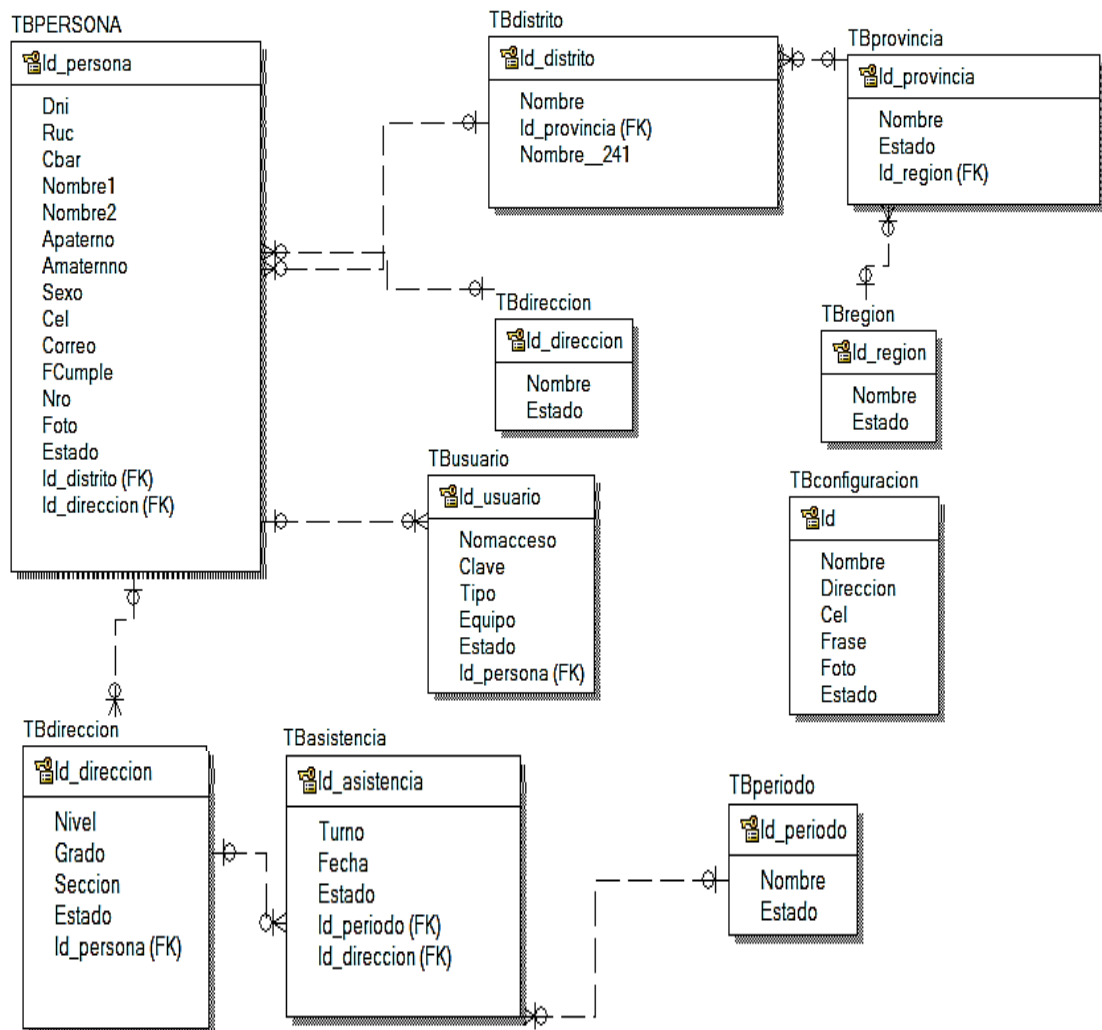 TBPERSONA
Id_persona
Dni
Ruc
Cbar
Nombre1
Nombre2
Apaterno
Amaternno
Sexo
Cel
Correo
FCumple
Nro
Foto
Estado
Id_distrito (FK)
Id_direccion (FK)
TBdistrito
Id_distrito
Nombre
Id_provincia (FK)
Nombre__241
TBprovincia
Id_provincia
Nombre
Estado
Id_region (FK)
TBdireccion
Id_direccion
Nombre
Estado
TBregion
Id_region
Nombre
Estado
TBusuario
Id_usuario
Nomacceso
Clave
Tipo
Equipo
Estado
Id_persona (FK)
TBconfiguracion
Id
Nombre
Direccion
Cel
Frase
Foto
Estado
TBdireccion
Id_direccion
Nivel
Grado
Seccion
Estado
Id_persona (FK)
TBasistencia
Id_asistencia
Turno
Fecha
Estado
Id_periodo (FK)
Id_direccion (FK)
TBperiodo
Id_periodo
Nombre
Estado